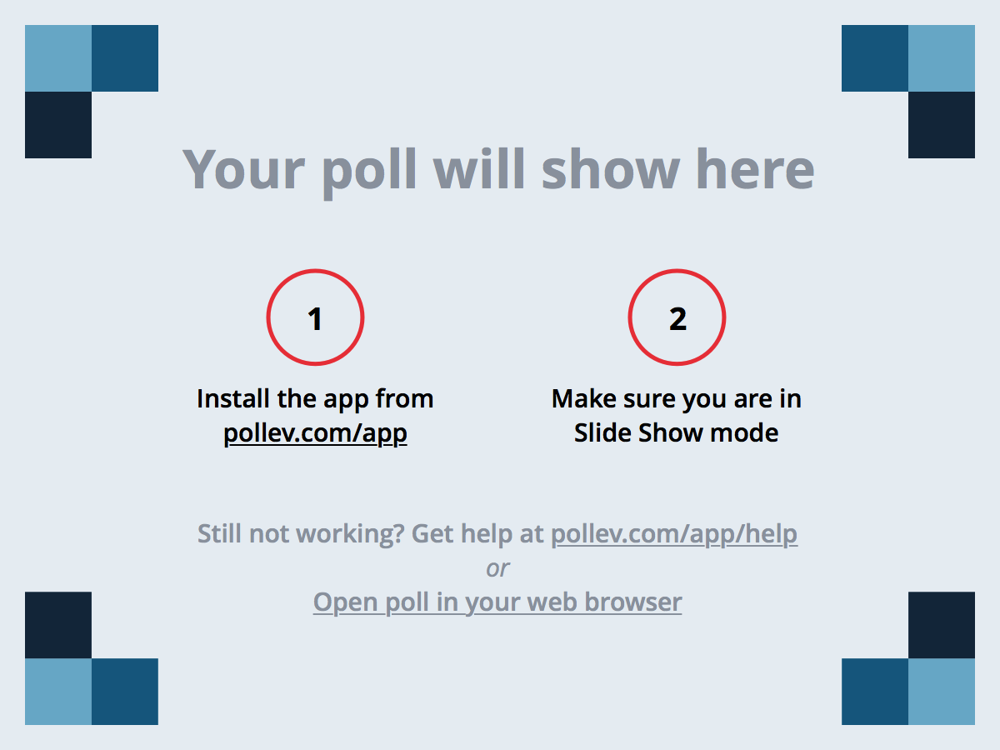 Your poll will show here
1
Install the app from
pollev.com/app
2
Make sure you are in
Slide Show mode
Still not working? Get help at pollev.com/app/help
or
Open poll in your web browser